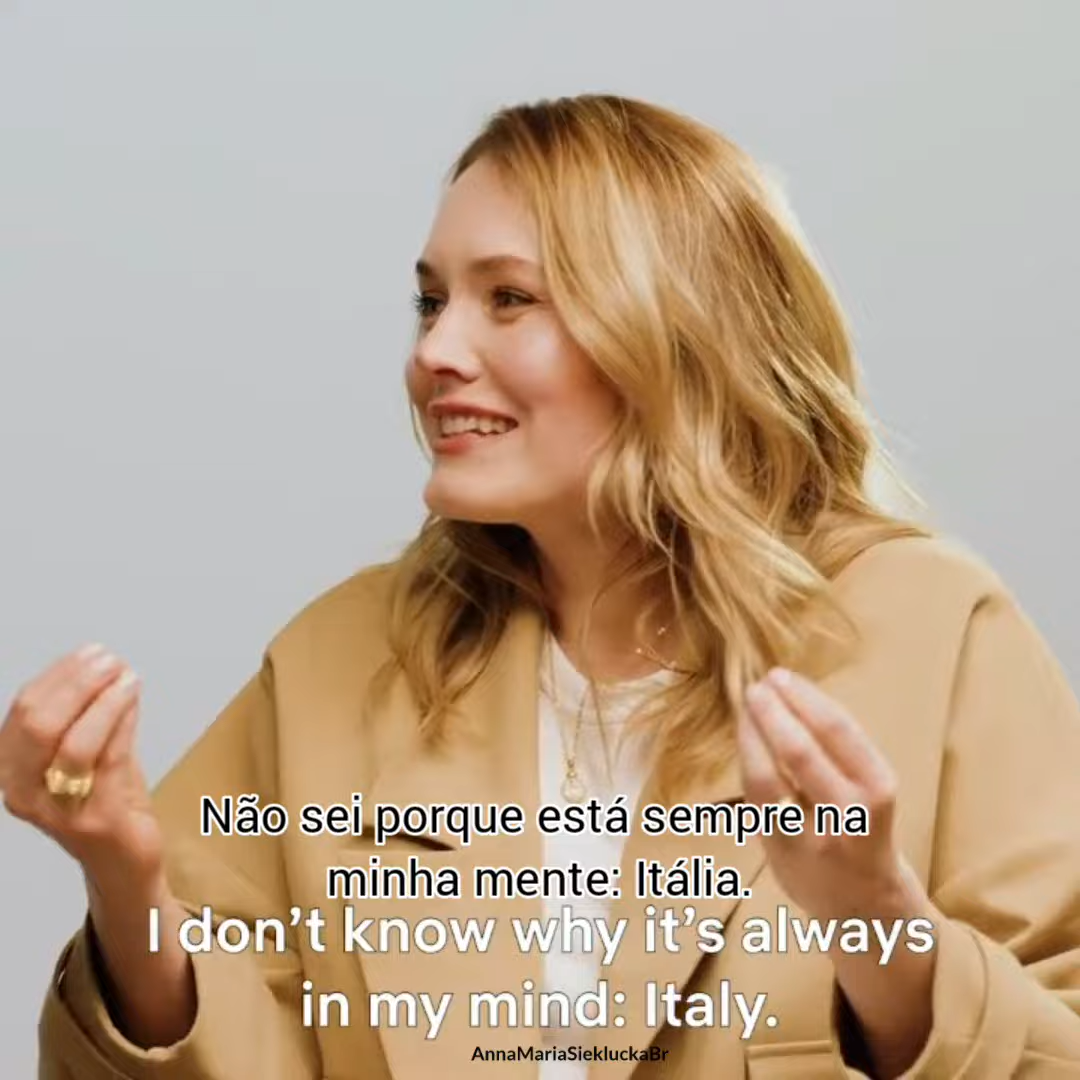 Não sei porque está sempre na
minha mente: Itália.
I don’t know why it’s always
in my mind: Italy.
AnnaMariaSiekluckaBr